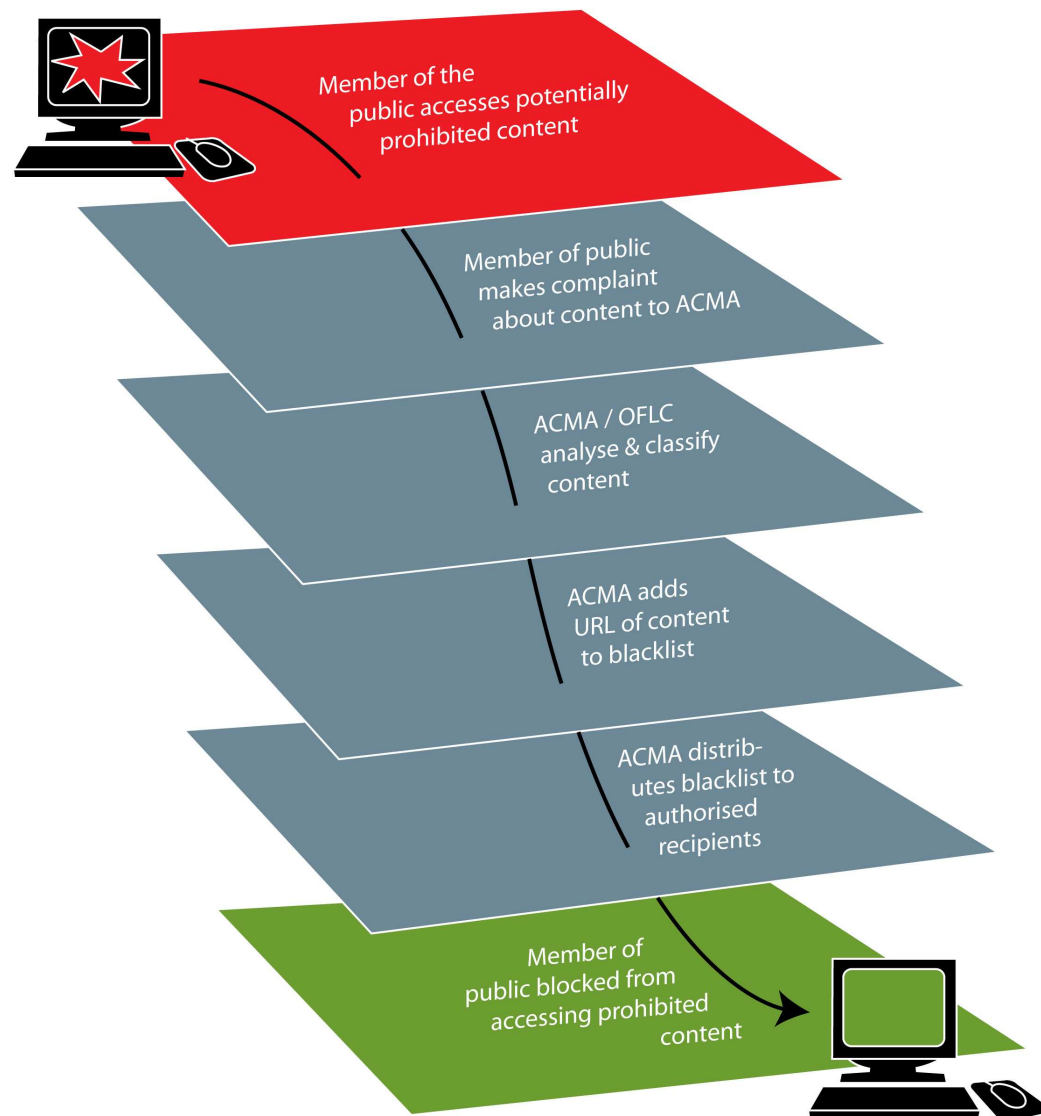 Member of the
public accesses potentially
prohibited content
Member of public
makes complaint
about content to ACMA
ACMA / OFLC
analyse & classify
content
ACMA adds
URL of content
to blacklist
ACMA distrib-
utes blacklist to
authorised
recipients
Member of
public blocked from
accessing prohibited
content